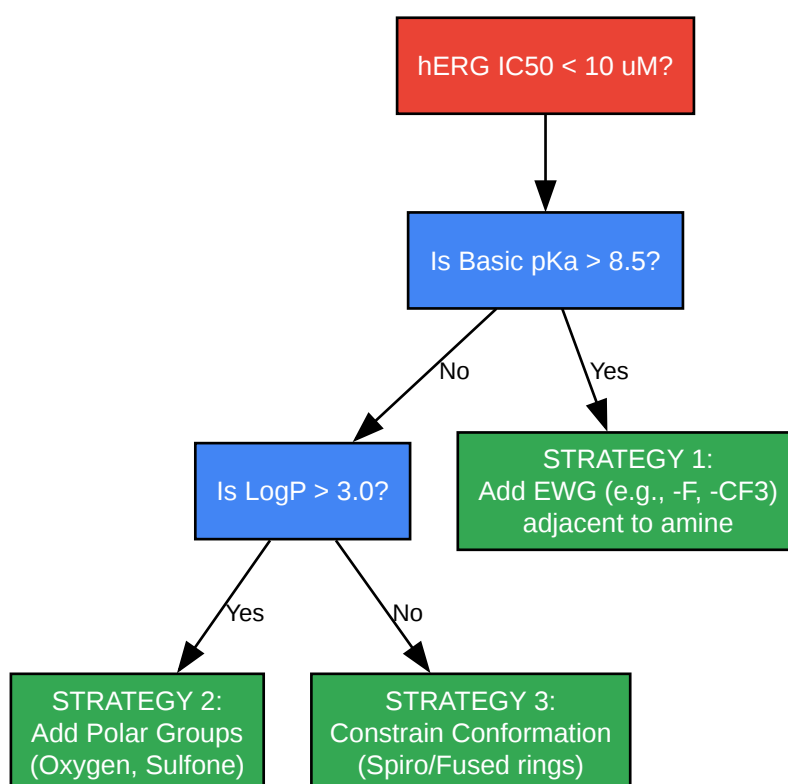 hERG IC50 < 10 uM?
Is Basic pKa > 8.5?
No
Yes
STRATEGY 1:
Add EWG (e.g., -F, -CF3)
adjacent to amine
Is LogP > 3.0?
Yes
No
STRATEGY 2:
Add Polar Groups
(Oxygen, Sulfone)
STRATEGY 3:
Constrain Conformation
(Spiro/Fused rings)